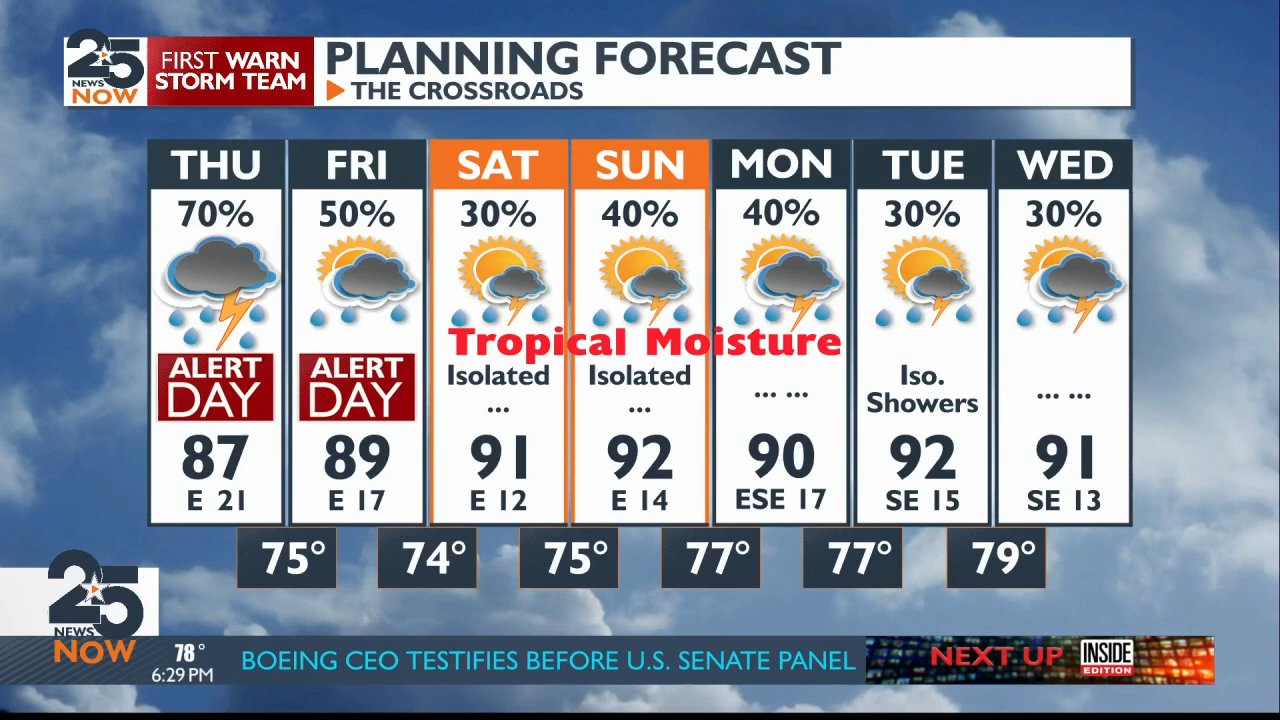 25
NEWS
NOW
FIRST WARN
STORM TEAM
PLANNING FORECAST
THE CROSSROADS
THU FRI SAT SUN MON TUE WED
70% 50% 30% 40% 40% 30% 30%
Tropical Moisture
ALERT
DAY
ALERT
DAY
Isolated
...
Isolated
...
... ...
Iso.
Showers
... ...
87 89 91 92 90 92 91
E 21 E 17 E 12 E 14 ESE 17 SE 15 SE 13
75° 74° 75° 77° 77° 79°
25
NEWS
NOW
78°
6:29 PM
BOEING CEO TESTIFIES BEFORE U.S. SENATE PANEL
NEXT UP
INSIDE
EDITION